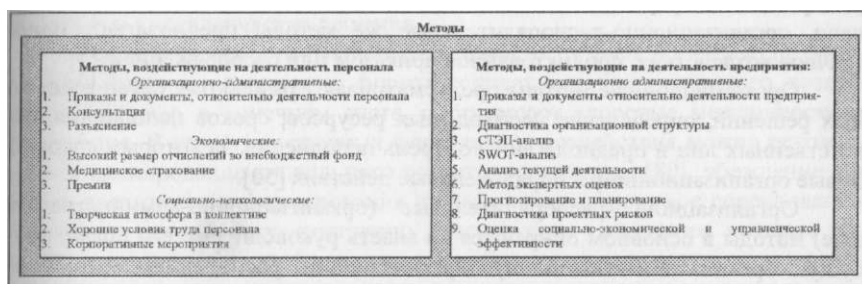 Методы
Методы, воздействующие на деятельность персонала:
Организационно-административные:
1. Приказы и документы, относительно деятельности персонала
2. Консультация
3. Разъяснение
Экономические:
1. Высокий размер отчислений во внебюджетный фонд
2. Медицинское страхование
3. Премии
Социально-психологические:
1. Творческая атмосфера в коллективе
2. Хорошие условия труда персонала
Корпоративные мероприятия
Методы, воздействующие на деятельность предприятия:
Организационно административные:
1. Приказы и документы относительно деятельности предприя-
тия
2. Диагностика организационной структуры
3. СТЭП-анализ
4. SWOT-анализ
5. Анализ текущей деятельности
6. Метод экспертных оценок
7. Прогнозирование и планирование
8. Диагностика проектных рисков
9. Оценка социально-экономической и управленческой
эффективности